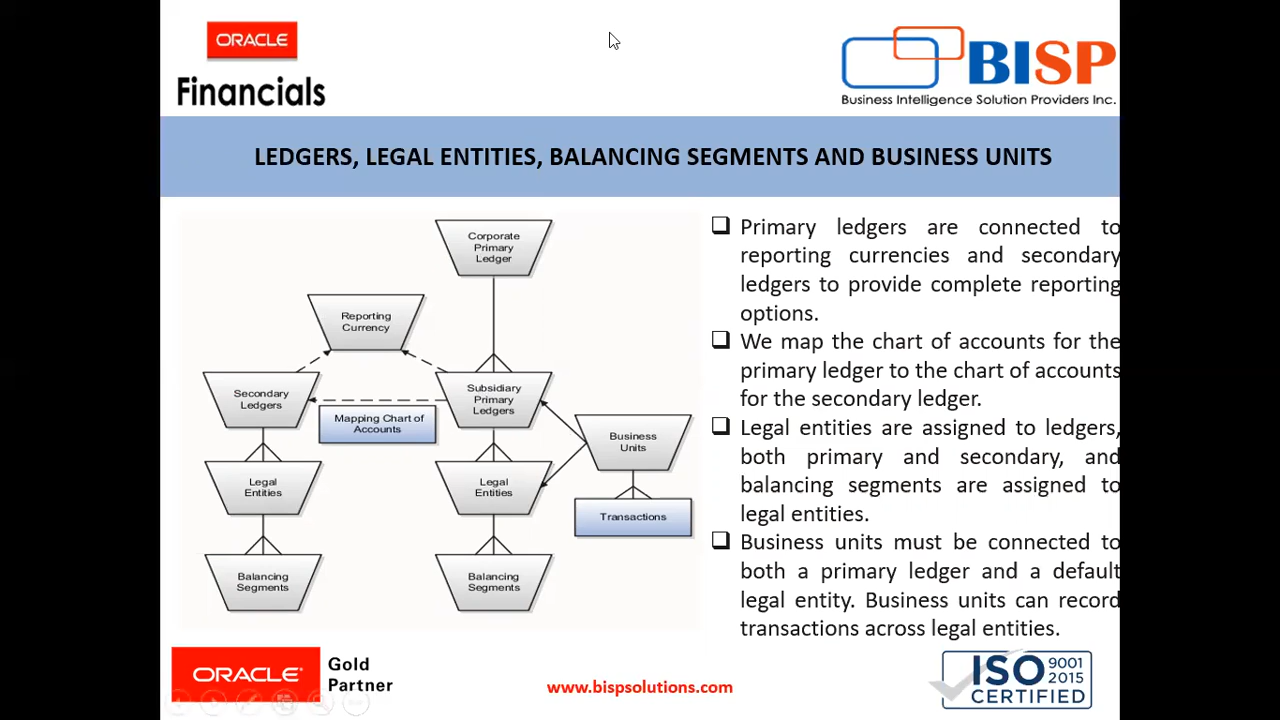 ORACLE
Financials
BISP
Business Intelligence Solution Providers Inc.
LEDGERS, LEGAL ENTITIES, BALANCING SEGMENTS AND BUSINESS UNITS
Corporate
Primary
Ledger
Reporting
Currency
Secondary
Ledgers
Mapping Chart of
Accounts
Subsidiary
Primary
Ledgers
Business
Units
Legal
Entities
Legal
Entities
Transactions
Balancing
Segments
Balancing
Segments
Primary ledgers are connected to
reporting currencies and secondary
ledgers to provide complete reporting
options.
We map the chart of accounts for the
primary ledger to the chart of accounts
for the secondary ledger.
Legal entities are assigned to ledgers,
both primary and secondary, and
balancing segments are assigned to
legal entities.
Business units must be connected to
both a primary ledger and a default
legal entity. Business units can record
transactions across legal entities.
ORACLE®
Gold
Partner
www.bispsolutions.com
ISO 9001
2015
CERTIFIED